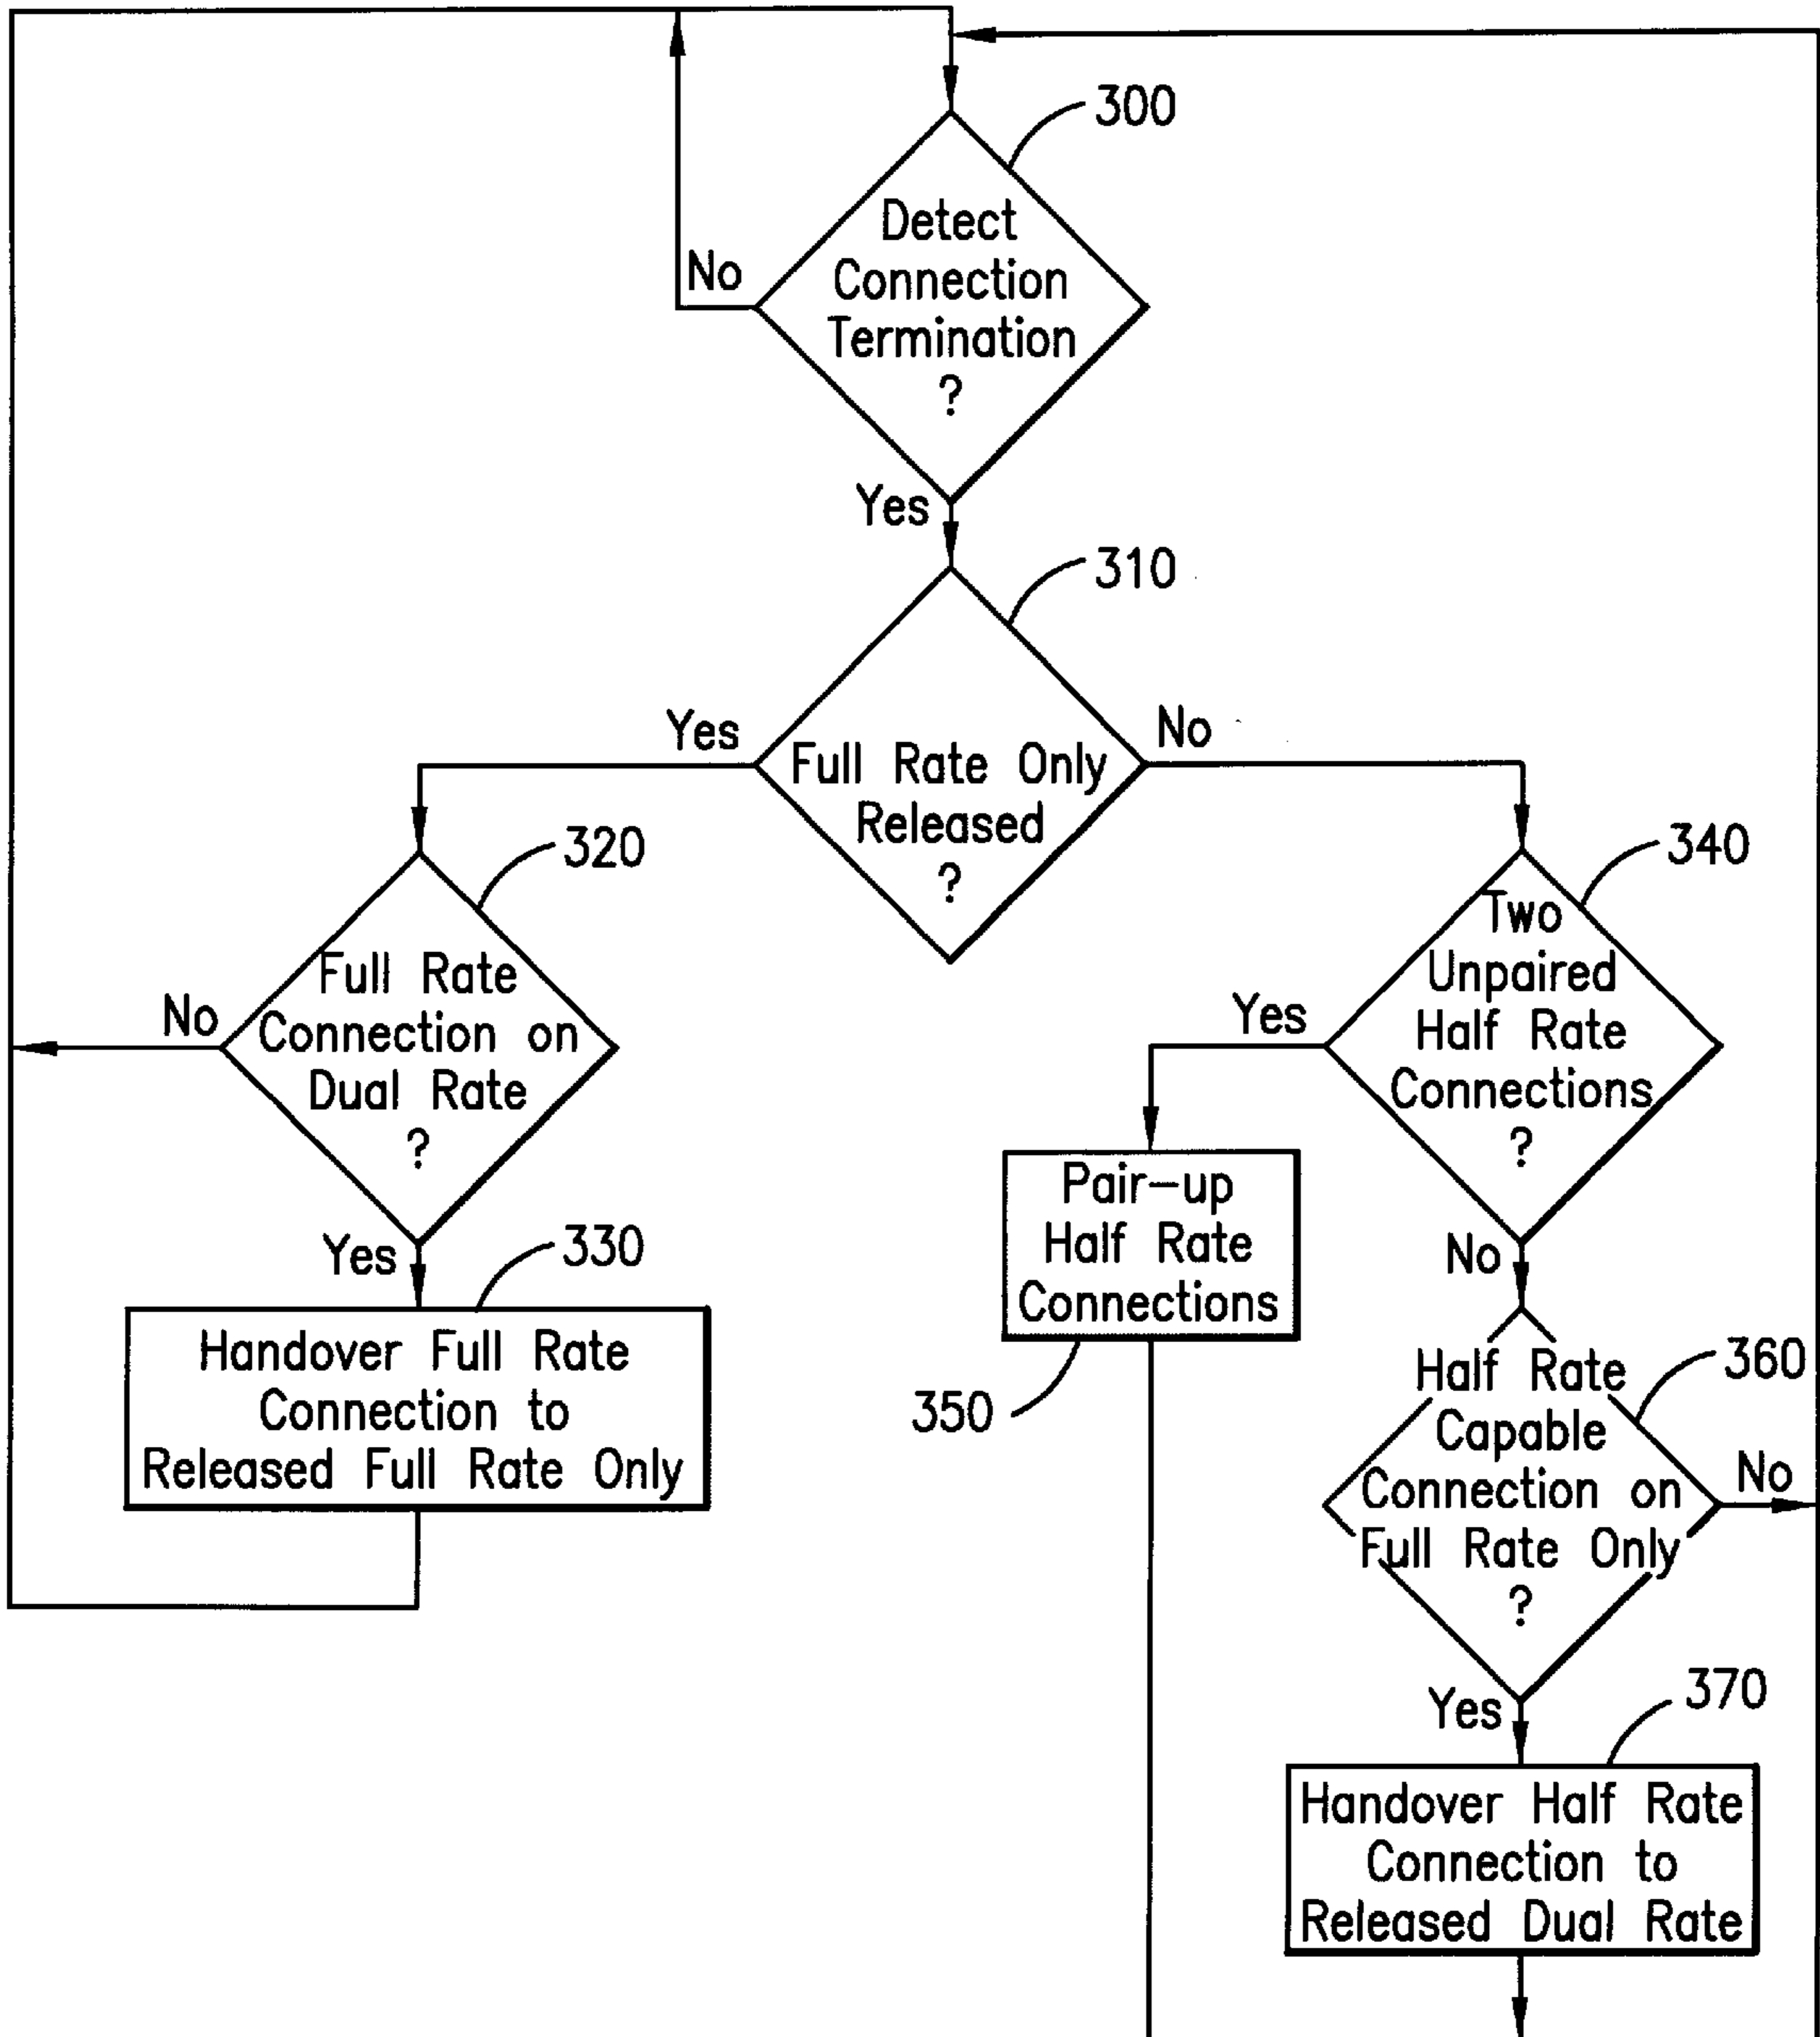 300
Detect
Connection
Termination
?
No
Yes
310
Full Rate Only
Released
?
Yes
No
320
Full Rate
Connection on
Dual Rate
?
No
Yes
330
Handover Full Rate
Connection to
Released Full Rate Only
340
Two
Unpaired
Half Rate
Connections
?
Yes
No
Pair-up
Half Rate
Connections
350
360
Half Rate
Capable
Connection on
Full Rate Only
?
No
Yes
370
Handover Half Rate
Connection to
Released Dual Rate